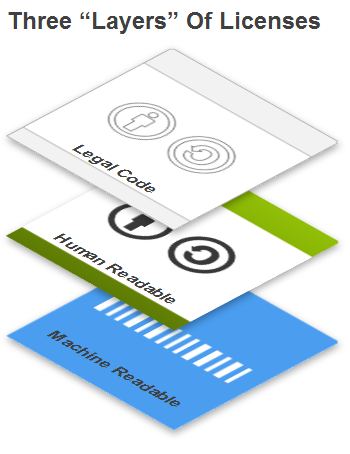 Three “Layers” Of Licenses
Legal Code
Human Readable
Machine Readable